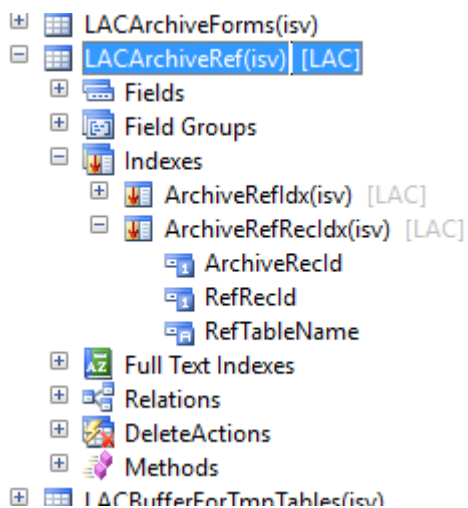 LACArchiveForms(isv)
LACArchiveRef(isv) [LAC]
Fields
Field Groups
Indexes
ArchiveRefIdx(isv) [LAC]
ArchiveRefRecIdx(isv) [LAC]
ArchiveRecId
RefRecId
RefTableName
Full Text Indexes
Relations
DeleteActions
Methods
LACBufferForTmpTables(isv)